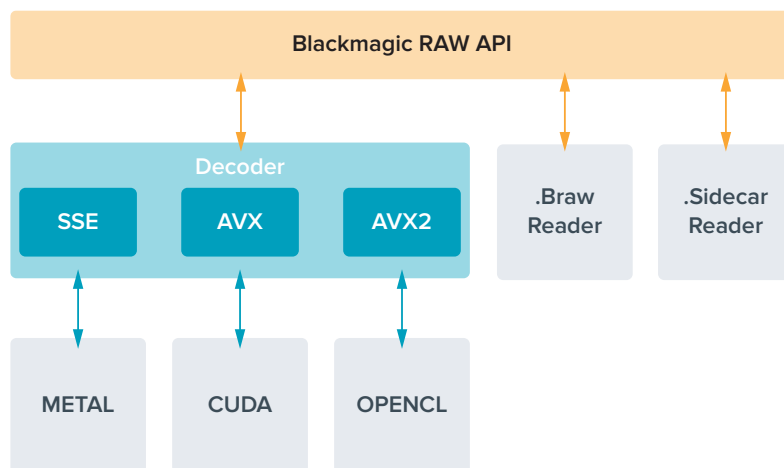 Blackmagic RAW API
Decoder
SSE
AVX
AVX2
.Braw
Reader
.Sidecar
Reader
METAL
CUDA
OPENCL